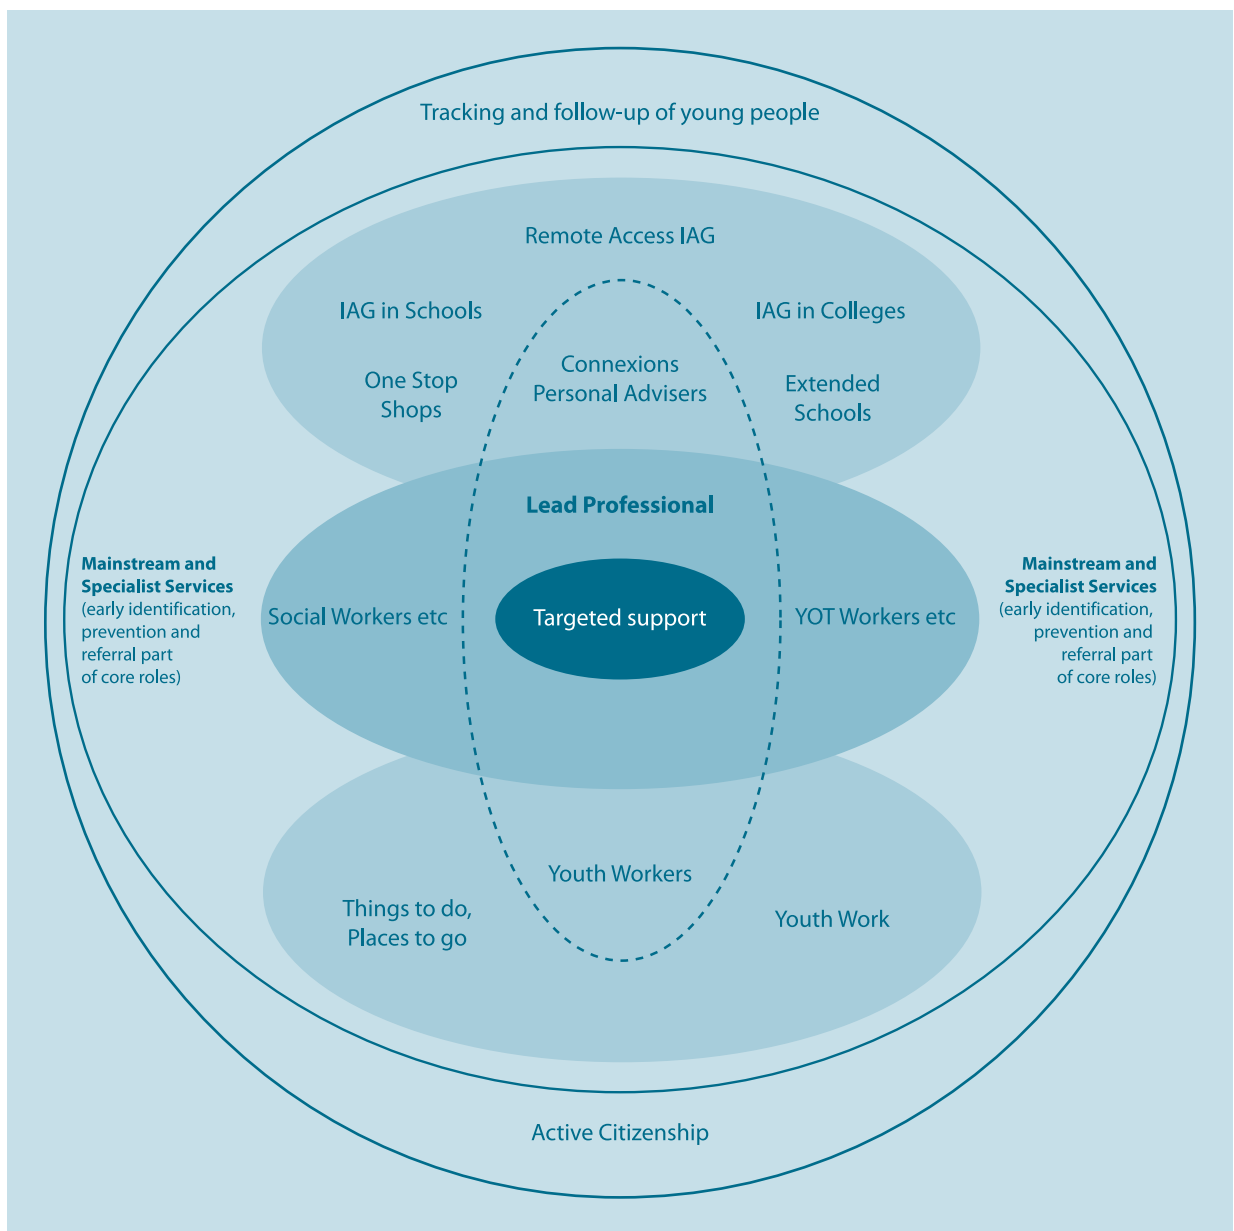 Tracking and follow-up of young people
Remote Access IAG
IAG in Schools
IAG in Colleges
One Stop
Shops
Connexions
Personal Advisers
Extended
Schools
Lead Professional
Mainstream and
Specialist Services
(early identification,
prevention and
referral part
of core roles)
Social Workers etc
Targeted support
YOT Workers etc
Mainstream and
Specialist Services
(early identification,
prevention and
referral part
of core roles)
Youth Workers
Things to do,
Places to go
Youth Work
Active Citizenship